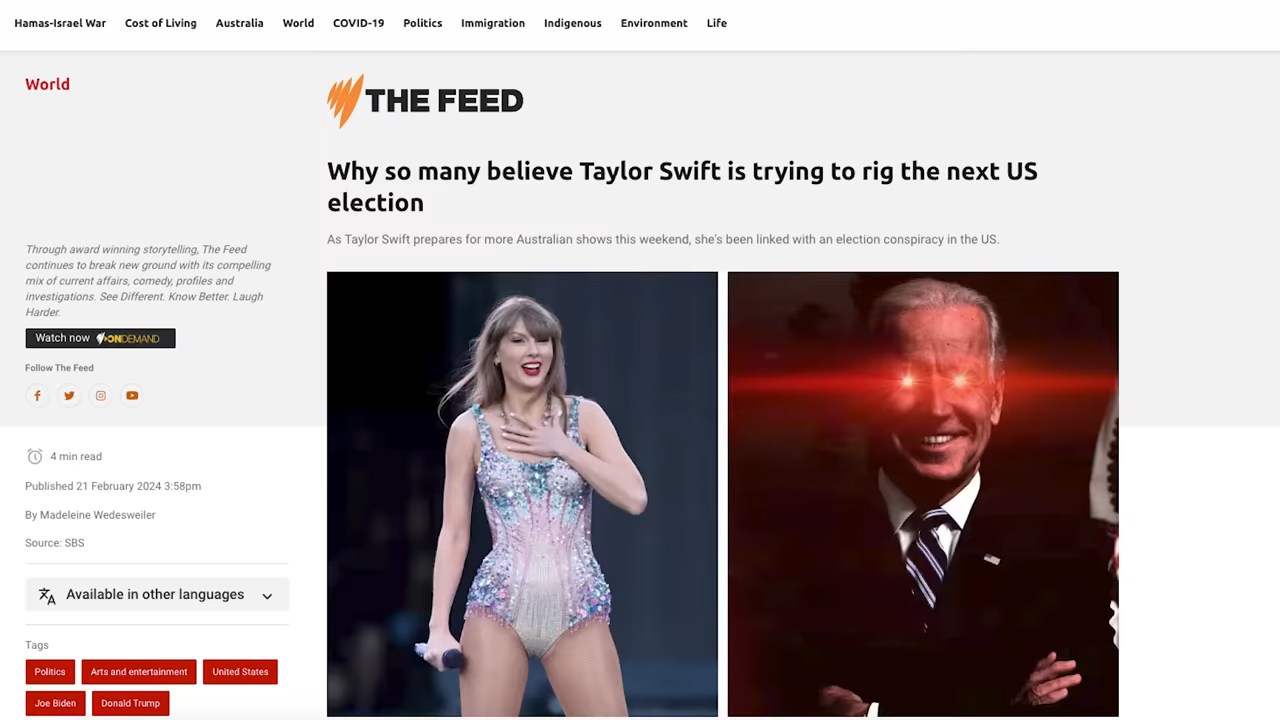 Hamas-Israel War Cost of Living Australia World COVID-19 Politics Immigration Indigenous Environment Life
World
THE FEED
Why so many believe Taylor Swift is trying to rig the next US
election
As Taylor Swift prepares for more Australian shows this weekend, she's been linked with an election conspiracy in the US.
Through award winning storytelling, The Feed
continues to break new ground with its compelling
mix of current affairs, comedy, profiles and
investigations. See Different. Know Better. Laugh
Harder.
Watch now ONDEMAND
Follow The Feed
4 min read
Published 21 February 2024 3:58pm
By Madeleine Wedesweiler
Source: SBS
Available in other languages
Tags
Politics Arts and entertainment United States
Joe Biden Donald Trump